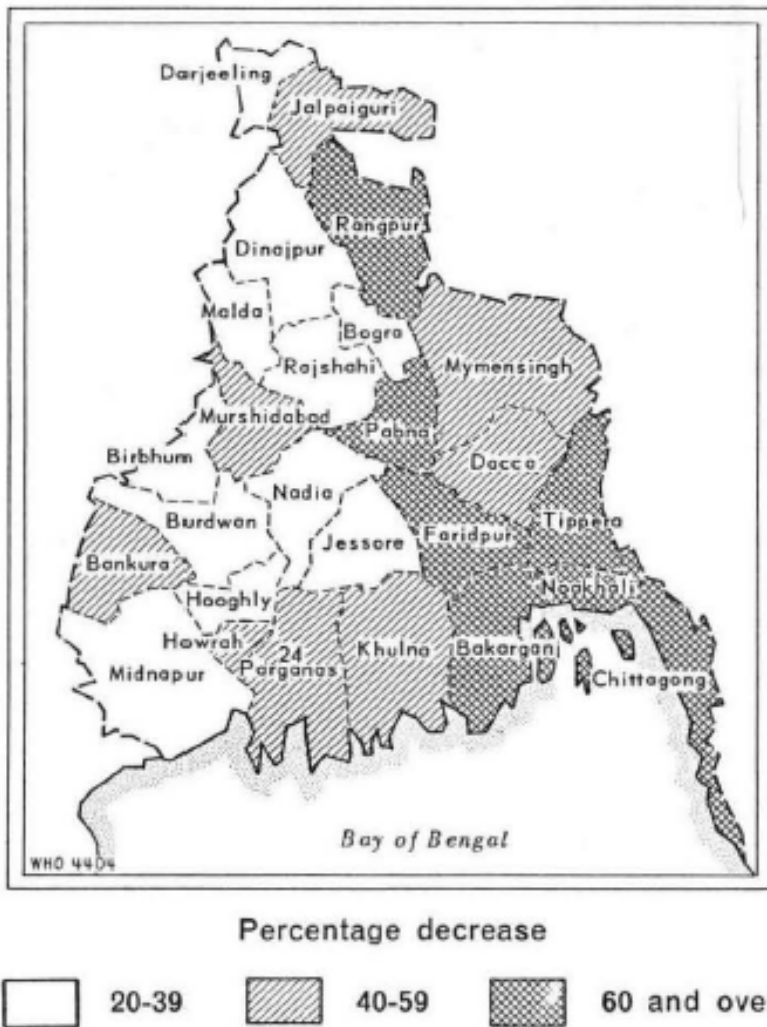 Darjeeling
Jalpaiguri
Rangpur
Dinajpur
Malda
Bogra
Rajshahi
Mymensingh
Murshidabad
Pabna
Birbhum
Dacca
Nadia
Burdwan
Tippera
Faridpur
Jessore
Bankura
Noakhali
Hooghly
Howrah
24
Parganas
Khulna
Bakarganj
Midnapur
Chittagong
Bay of Bengal
WHO 4404
Percentage decrease
20-39 40-59 60 and ove